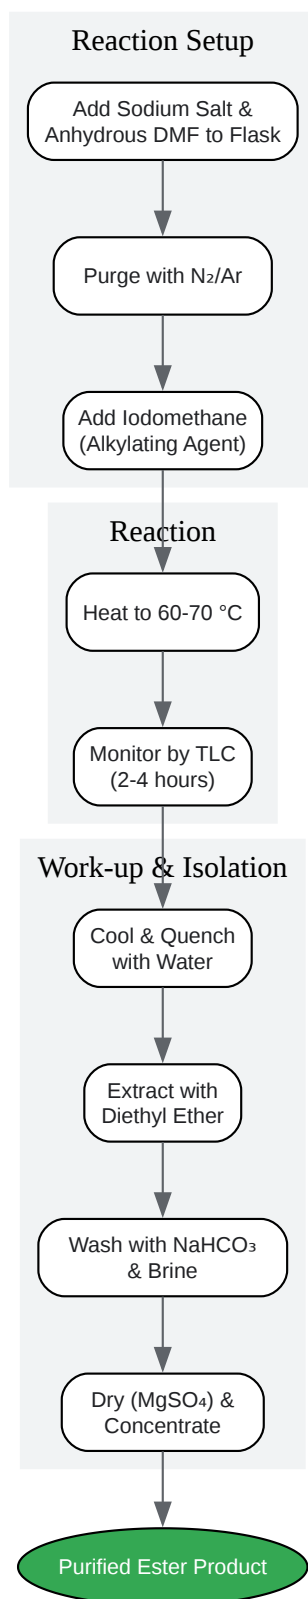 Reaction Setup
Add Sodium Salt &
Anhydrous DMF to Flask
Purge with N₂/Ar
Add Iodomethane
(Alkylating Agent)
Reaction
Heat to 60-70 °C
Monitor by TLC
(2-4 hours)
Work-up & Isolation
Cool & Quench
with Water
Extract with
Diethyl Ether
Wash with NaHCO₃
& Brine
Dry (MgSO₄) &
Concentrate
Purified Ester Product